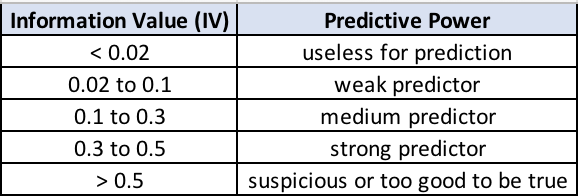 Information Value (IV) Predictive Power
< 0.02 useless for prediction
0.02 to 0.1 weak predictor
0.1 to 0.3 medium predictor
0.3 to 0.5 strong predictor
> 0.5 suspicious or too good to be true